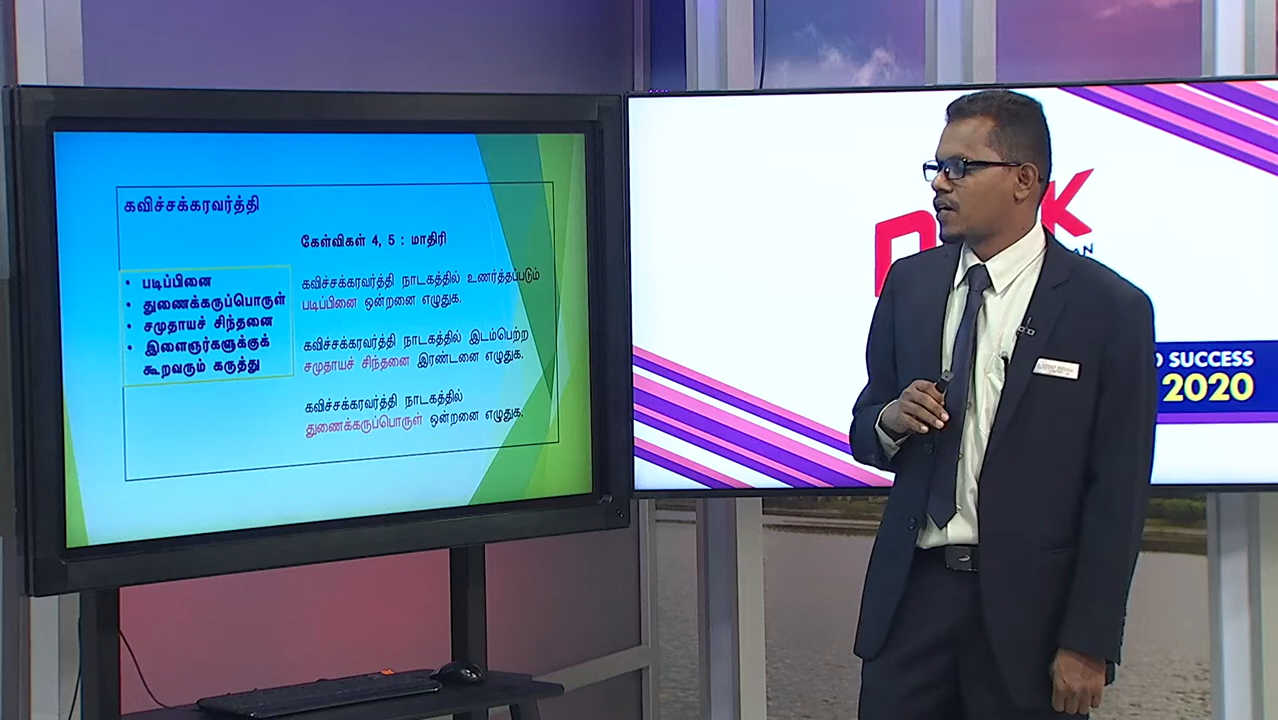 கவிச்சக்கரவர்த்தி
கேள்விகள் 4, 5 : மாதிரி
• படிப்பினை
• துணைக்கருப்பொருள்
• சமுதாயச் சிந்தனை
• இளைஞர்களுக்குக்
கூறவரும் கருத்து
கவிச்சக்கரவர்த்தி நாடகத்தில் உணர்த்தப்படும்
படிப்பினை ஒன்றனை எழுதுக.
கவிச்சக்கரவர்த்தி நாடகத்தில் இடம்பெற்ற
சமுதாயச் சிந்தனை இரண்டனை எழுதுக.
கவிச்சக்கரவர்த்தி நாடகத்தில்
துணைக்கருப்பொருள் ஒன்றனை எழுதுக.
SUCCESS
2020